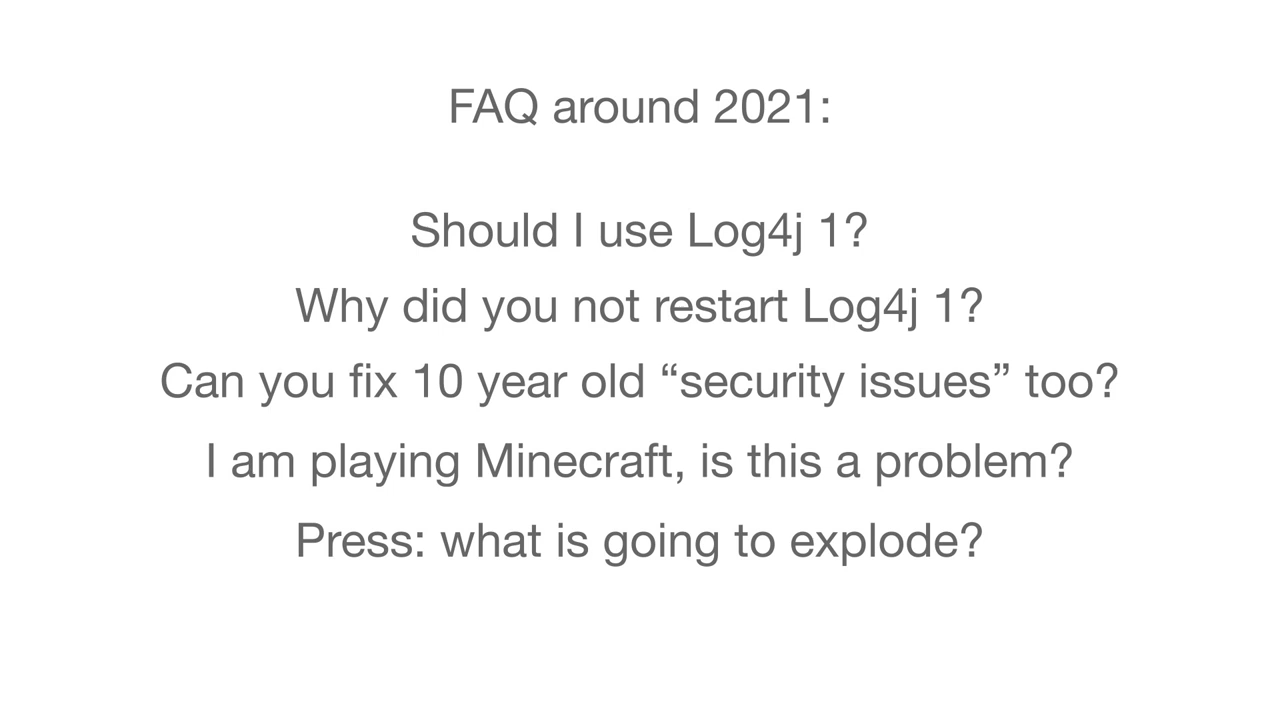 FAQ around 2021:
Should I use Log4j 1?
Why did you not restart Log4j 1?
Can you fix 10 year old “security issues” too?
I am playing Minecraft, is this a problem?
Press: what is going to explode?